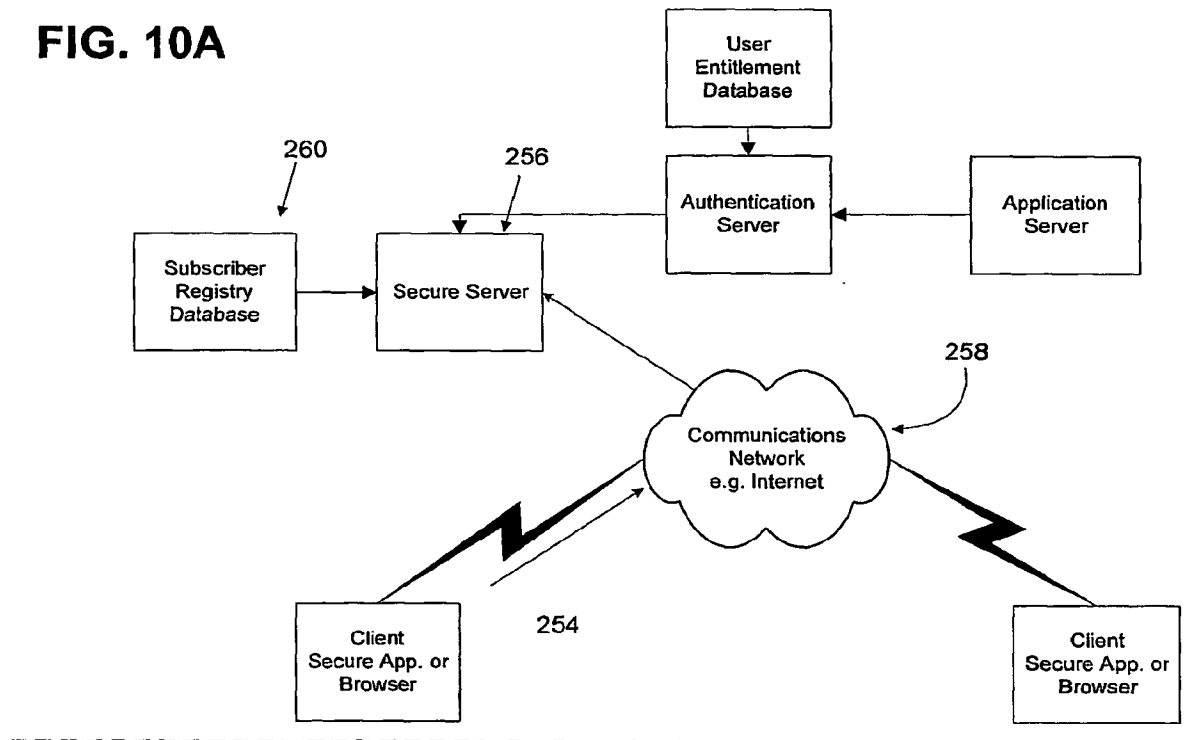 FIG. 10A
User
Entitlement
Database
260
256
Authentication
Server
Application
Server
Subscriber
Registry
Database
Secure Server
258
Communications
Network
e.g. Internet
254
Client
Secure App. or
Browser
Client
Secure App. or
Browser